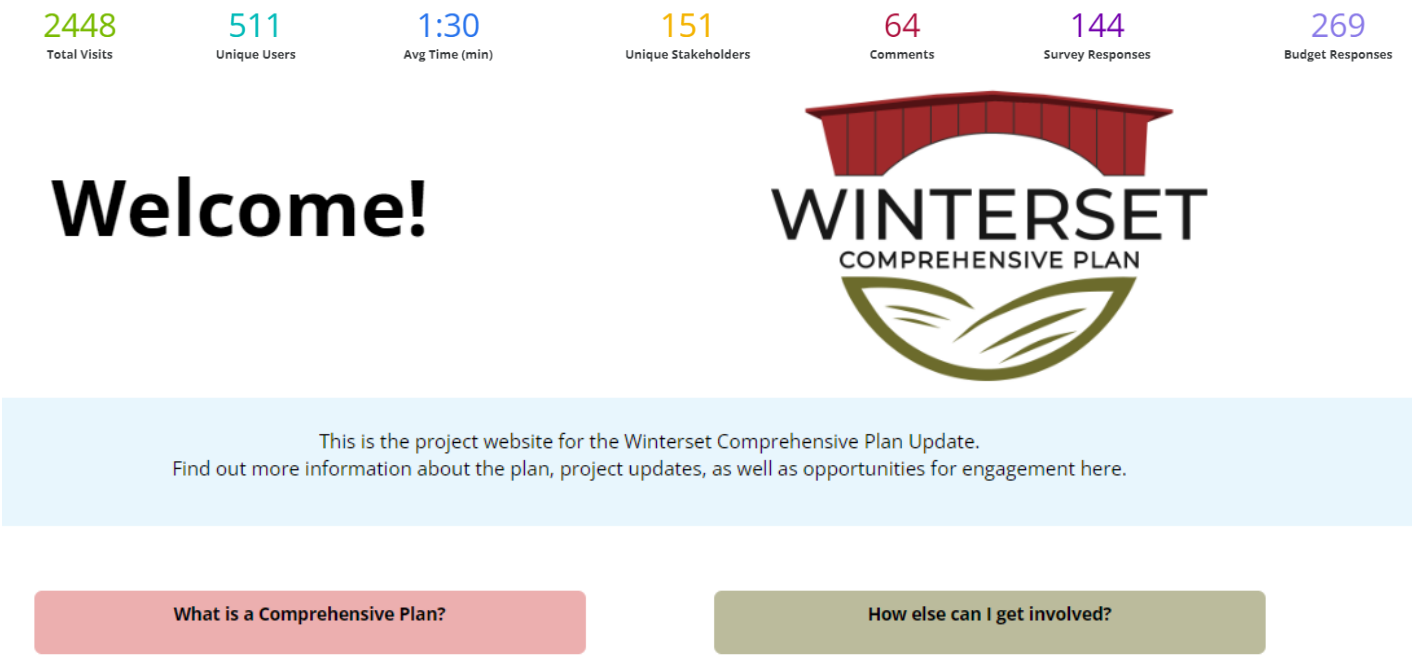 2448 511 1:30 151 64 144 269
Total Visits Unique Users Avg Time (min) Unique Stakeholders Comments Survey Responses Budget Responses
Welcome!
WINTERSET
COMPREHENSIVE PLAN
This is the project website for the Winterset Comprehensive Plan Update.
Find out more information about the plan, project updates, as well as opportunities for engagement here.
What is a Comprehensive Plan?
How else can I get involved?